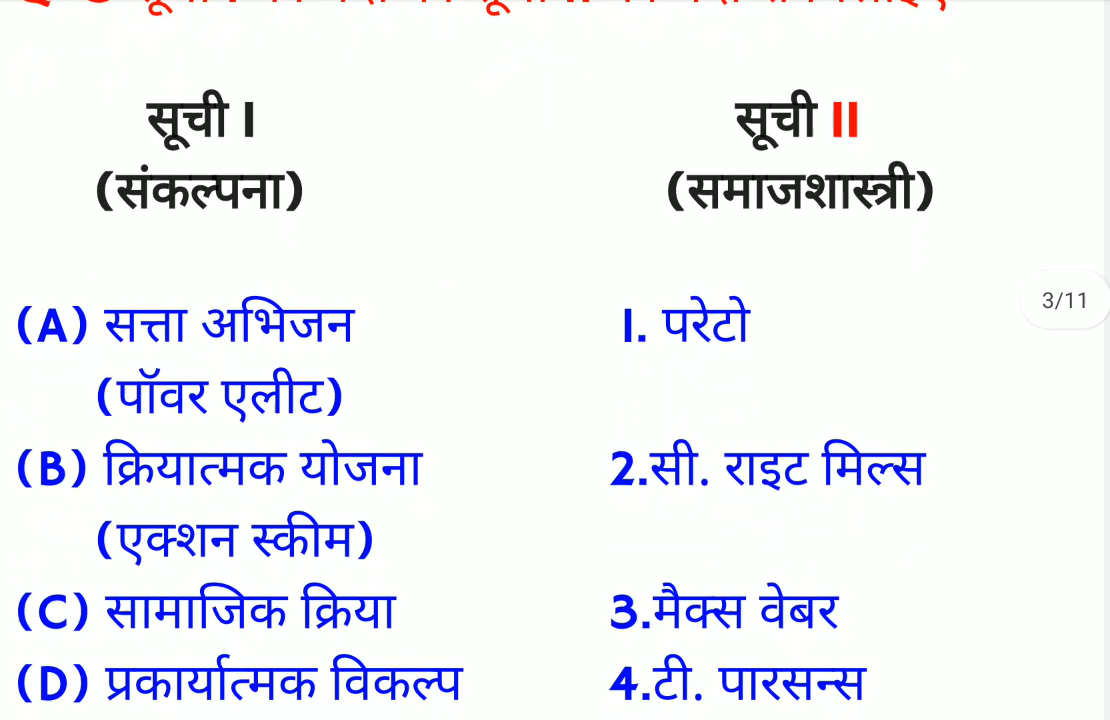 सूची I
सूची II
(संकल्पना)
(समाजशास्त्री)
3/11
(A) सत्ता अभिजन
1. परेटो
(पॉवर एलीट)
(B) क्रियात्मक योजना
2.सी. राइट मिल्स
(एक्शन स्कीम)
(C) सामाजिक क्रिया
3.मैक्स वेबर
(D) प्रकार्यात्मक विकल्प
4.टी. पारसन्स